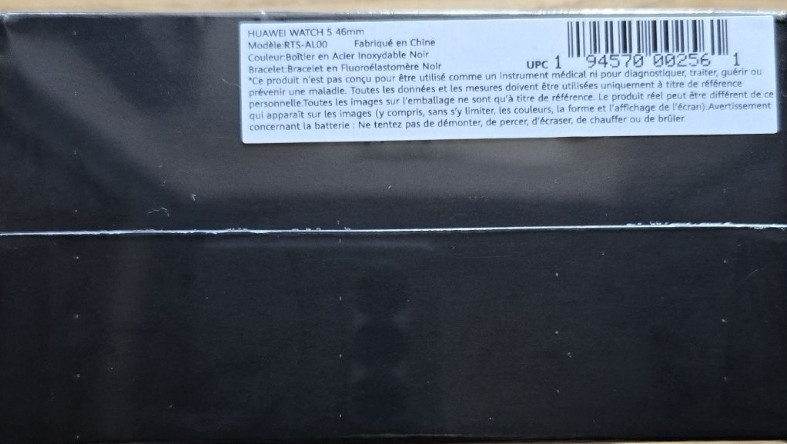 HUAWEI WATCH 5 46mm
Modèle:RTS-AL00 Fabriqué en Chine
Couleur:Boîtier en Acier Inoxydable Noir
Bracelet:Bracelet en Fluoroélastomère Noir
UPC 1 94570 00256 1
*Ce produit n'est pas conçu pour être utilisé comme un instrument médical ni pour diagnostiquer, traiter, guérir ou
prévenir une maladie. Toutes les données et les mesures doivent être utilisées uniquement à titre de référence
personnelle.Toutes les images sur l'emballage ne sont qu'à titre de référence. Le produit réel peut être différent de ce
qui apparaît sur les images (y compris, sans s'y limiter, les couleurs, la forme et l'affichage de l'écran).Avertissement
concernant la batterie : Ne tentez pas de démonter, de percer, d'écraser, de chauffer ou de brûler.